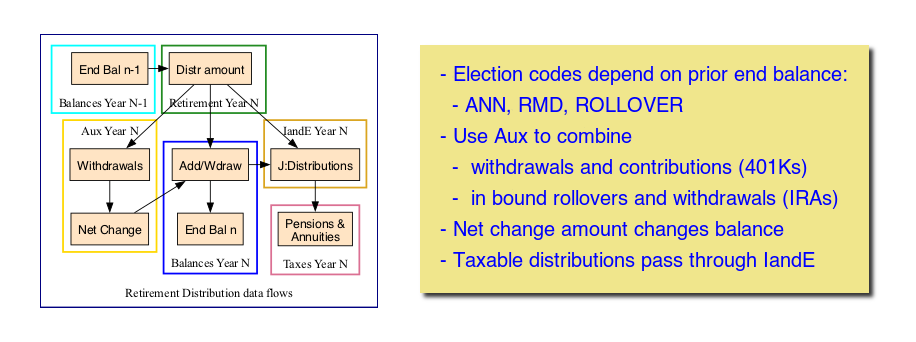 End Bal n-1
Distr amount
Balances Year N-1
Retirement Year N
Aux Year N
IandE Year N
Withdrawals
Add/Wdraw
J:Distributions
Net Change
End Bal n
Pensions &
Annuities
Balances Year N
Taxes Year N
Retirement Distribution data flows
- Election codes depend on prior end balance:
- ANN, RMD, ROLLOVER
- Use Aux to combine
- withdrawals and contributions (401Ks)
- in bound rollovers and withdrawals (IRAs)
- Net change amount changes balance
- Taxable distributions pass through IandE